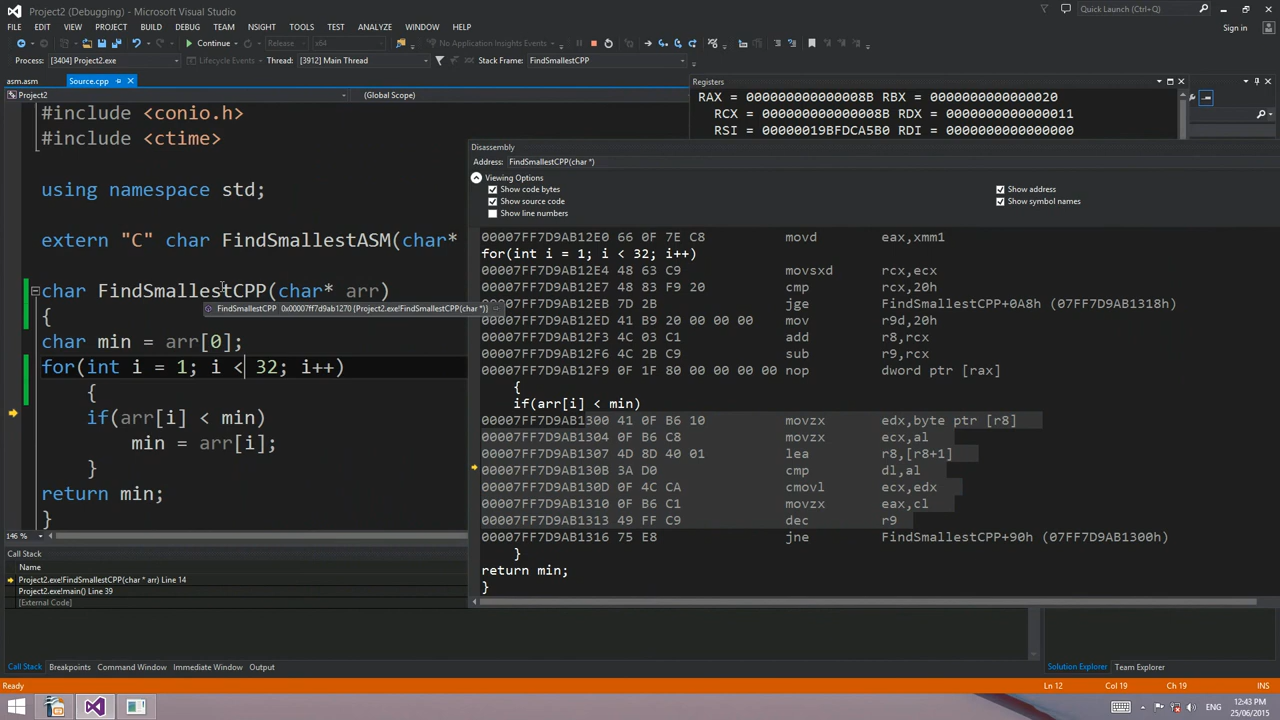 Project2 (Debugging) - Microsoft Visual Studio
Quick Launch (Ctrl+Q)
FILE EDIT VIEW PROJECT BUILD DEBUG TEAM NSIGHT TOOLS TEST ANALYZE WINDOW HELP
Sign in
Continue Release x64 No Application Insights Events
Process: [3404] Project2.exe Lifecycle Events Thread: [3912] Main Thread Stack Frame: FindSmallestCPP
asm.asm Source.cpp
Project2 (Global Scope)
#include <conio.h>
#include <ctime>
using namespace std;
extern "C" char FindSmallestASM(char*
char FindSmallestCPP(char* arr)
FindSmallestCPP 0x00007ff7d9ab1270 (Project2.exe!FindSmallestCPP(char *))
{
char min = arr[0];
for(int i = 1; i < 32; i++)
{
if(arr[i] < min)
min = arr[i];
}
return min;
}
146 %
Registers
RAX = 000000000000008B RBX = 0000000000000020
RCX = 000000000000008B RDX = 0000000000000011
RSI = 00000019BFDCA5B0 RDI = 0000000000000000
Disassembly
Address: FindSmallestCPP(char *)
Viewing Options
Show code bytes Show address
Show source code Show symbol names
Show line numbers
00007FF7D9AB12E0 66 0F 7E C8 movd eax,xmm1
for(int i = 1; i < 32; i++)
00007FF7D9AB12E4 48 63 C9 movsxd rcx,ecx
00007FF7D9AB12E7 48 83 F9 20 cmp rcx,20h
00007FF7D9AB12EB 7D 2B jge FindSmallestCPP+0A8h (07FF7D9AB1318h)
00007FF7D9AB12ED 41 B9 20 00 00 00 mov r9d,20h
00007FF7D9AB12F3 4C 03 C1 add r8,rcx
00007FF7D9AB12F6 4C 2B C9 sub r9,rcx
00007FF7D9AB12F9 0F 1F 80 00 00 00 00 nop dword ptr [rax]
{
if(arr[i] < min)
00007FF7D9AB1300 41 0F B6 10 movzx edx,byte ptr [r8]
00007FF7D9AB1304 0F B6 C8 movzx ecx,al
00007FF7D9AB1307 4D 8D 40 01 lea r8,[r8+1]
00007FF7D9AB130B 3A D0 cmp dl,al
00007FF7D9AB130D 0F 4C CA cmovl ecx,edx
00007FF7D9AB1310 0F B6 C1 movzx eax,cl
00007FF7D9AB1313 49 FF C9 dec r9
00007FF7D9AB1316 75 E8 jne FindSmallestCPP+90h (07FF7D9AB1300h)
}
return min;
}
Call Stack
Name
Project2.exe!FindSmallestCPP(char * arr) Line 14
Project2.exe!main() Line 39
[External Code]
Call Stack Breakpoints Command Window Immediate Window Output
Solution Explorer Team Explorer
Ready Ln 12 Col 19 Ch 19 INS
ENG
12:43 PM
25/06/2015